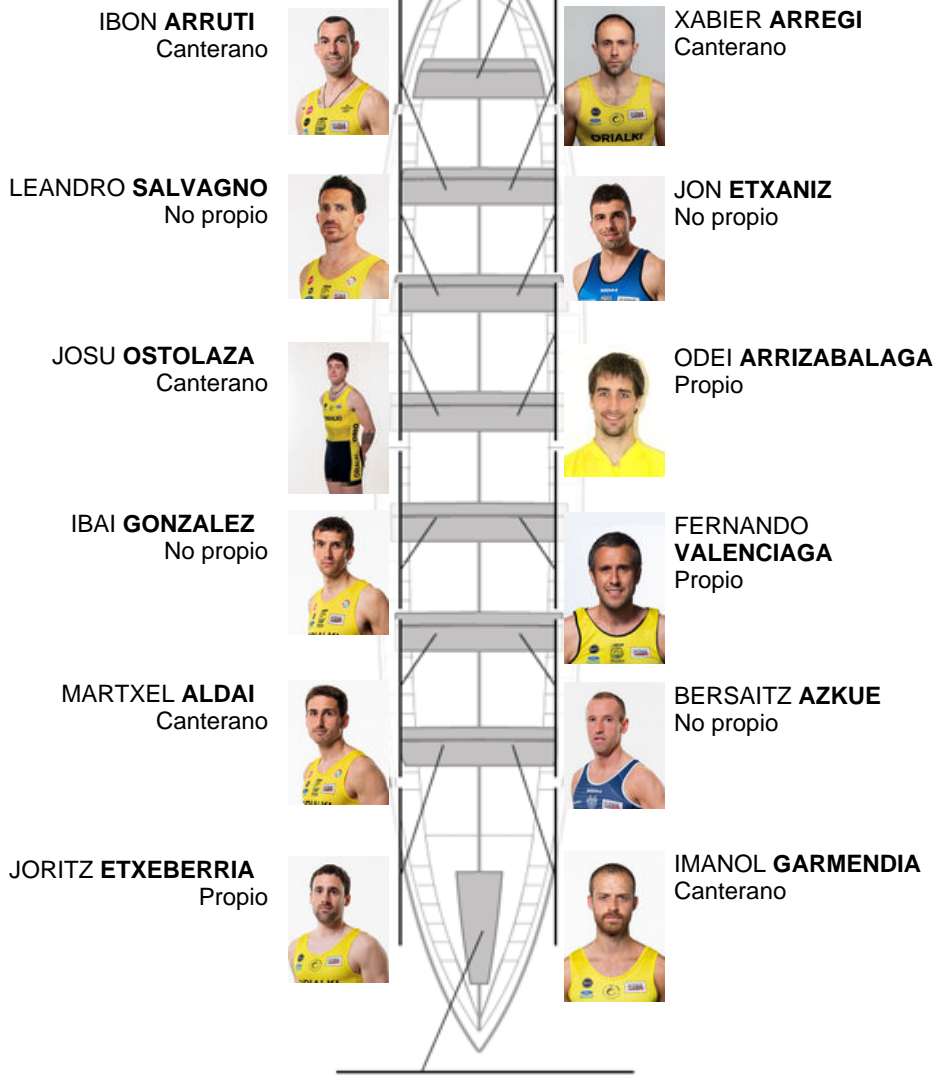 IBON ARRUTI
Canterano
XABIER ARREGI
Canterano
ORIALKI
LEANDRO SALVAGNO
No propio
JON ETXANIZ
No propio
JOSU OSTOLAZA
Canterano
ODEI ARRIZABALAGA
Propio
IBAI GONZALEZ
No propio
FERNANDO
VALENCIAGA
Propio
MARTXEL ALDAI
Canterano
BERSAITZ AZKUE
No propio
JORITZ ETXEBERRIA
Propio
IMANOL GARMENDIA
Canterano